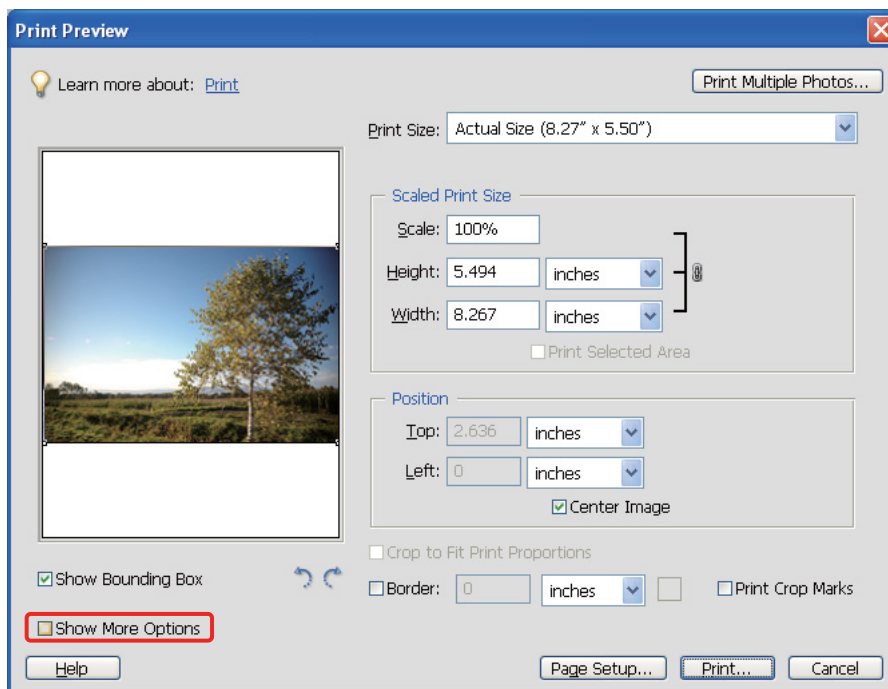 Print Preview
Learn more about: Print
Print Multiple Photos...
Print Size: Actual Size (8.27" x 5.50")
Scaled Print Size
Scale: 100%
Height: 5.494 inches
Width: 8.267 inches
Print Selected Area
Position
Top: 2.636 inches
Left: 0 inches
Center Image
Crop to Fit Print Proportions
Show Bounding Box
Border: 0 inches
Print Crop Marks
Show More Options
Help
Page Setup...
Print...
Cancel